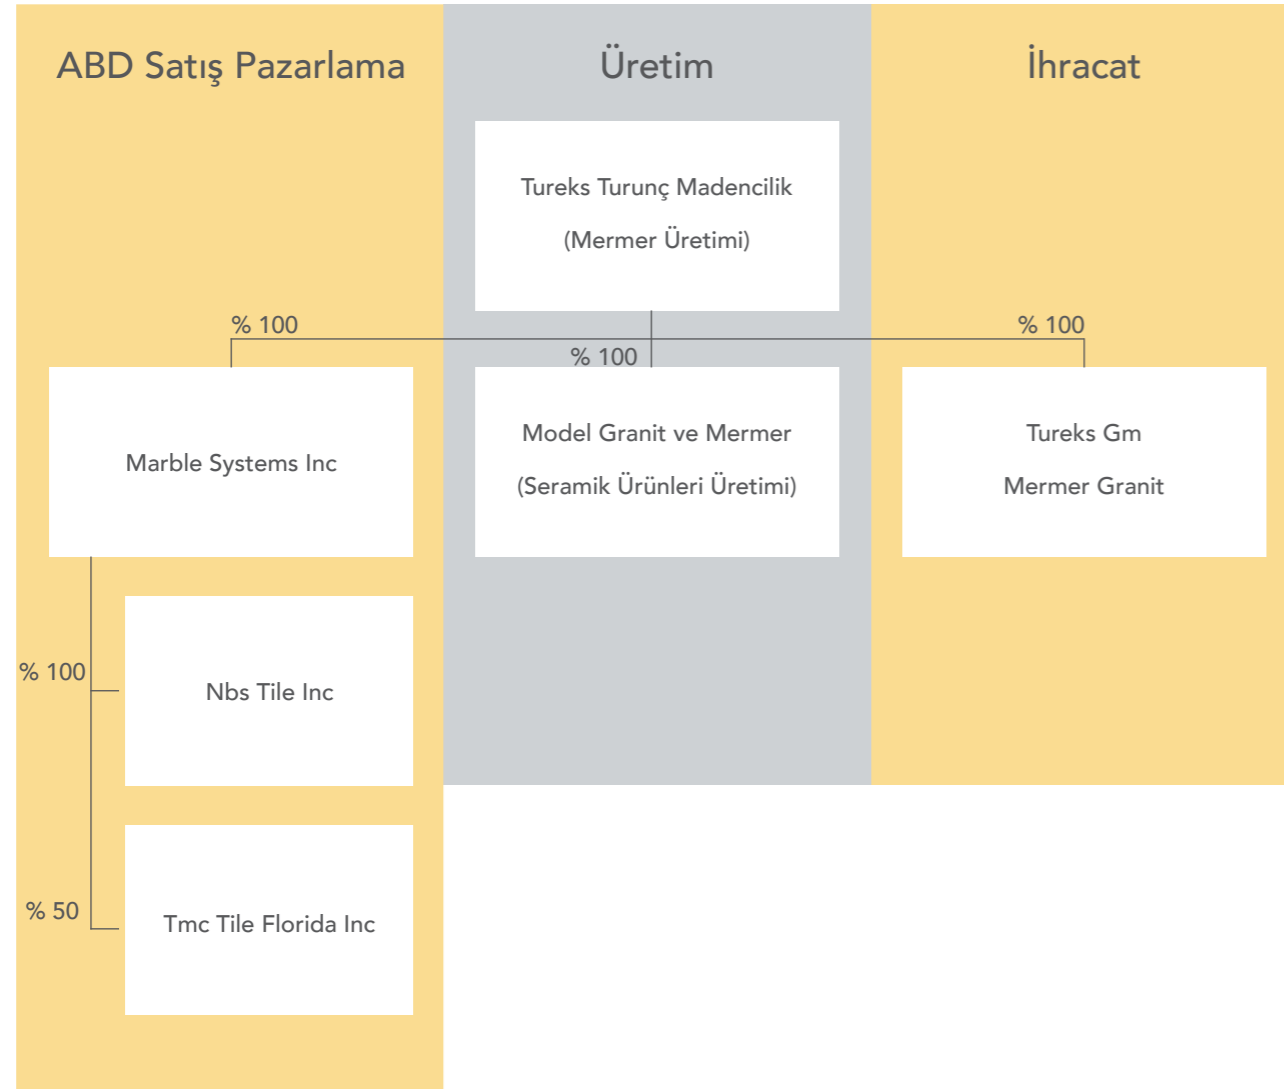 ABD Satış Pazarlama
Üretim
İhracat
Tureks Turunç Madencilik
(Mermer Üretimi)
% 100
% 100
% 100
Marble Systems Inc
Model Granit ve Mermer
(Seramik Ürünleri Üretimi)
Tureks Gm
Mermer Granit
% 100
Nbs Tile Inc
% 50
Tmc Tile Florida Inc